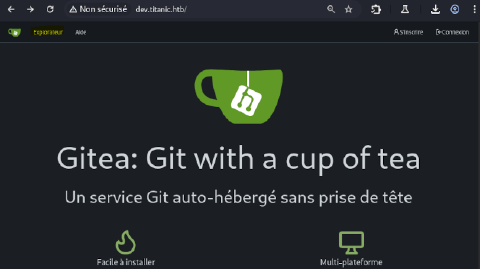 Non sécurisé dev.titanic.htb/
Explorateur Aide S'inscrire Connexion
Gitea: Git with a cup of tea
Un service Git auto-hébergé sans prise de tête
Facile à installer Multi-plateforme